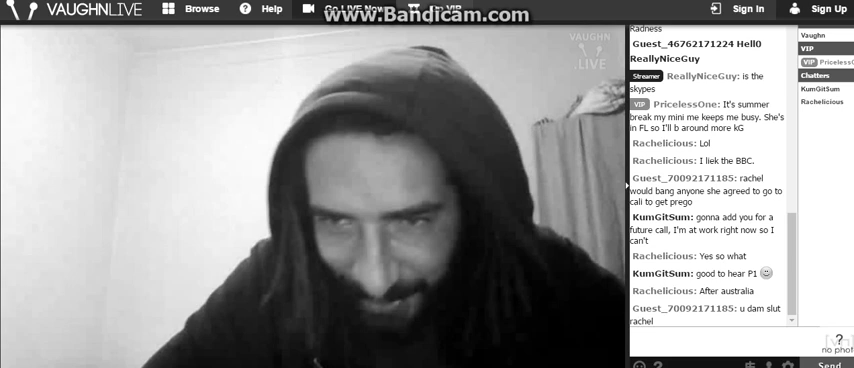 VAUGHNLIVE Browse Help Go LIVE Now VIP Sign In Sign Up
www.Bandicam.com
VAUGHN
LIVE
Radness
Guest_46762171224 Hell0
ReallyNiceGuy
Streamer ReallyNiceGuy: is the
skypes
VIP PricelessOne: It's summer
break my mini me keeps me busy. She's
in FL so I'll b around more kG
Rachelicious: Lol
Rachelicious: I liek the BBC.
Guest_70092171185: rachel
would bang anyone she agreed to go to
cali to get prego
KumGitSum: gonna add you for a
future call, I'm at work right now so I
can't
Rachelicious: Yes so what
KumGitSum: good to hear P1
Rachelicious: After australia
Guest_70092171185: u dam slut
rachel
Vaughn
VIP
VIP PricelessO
Chatters
KumGitSum
Rachelicious
?
no phot
Send